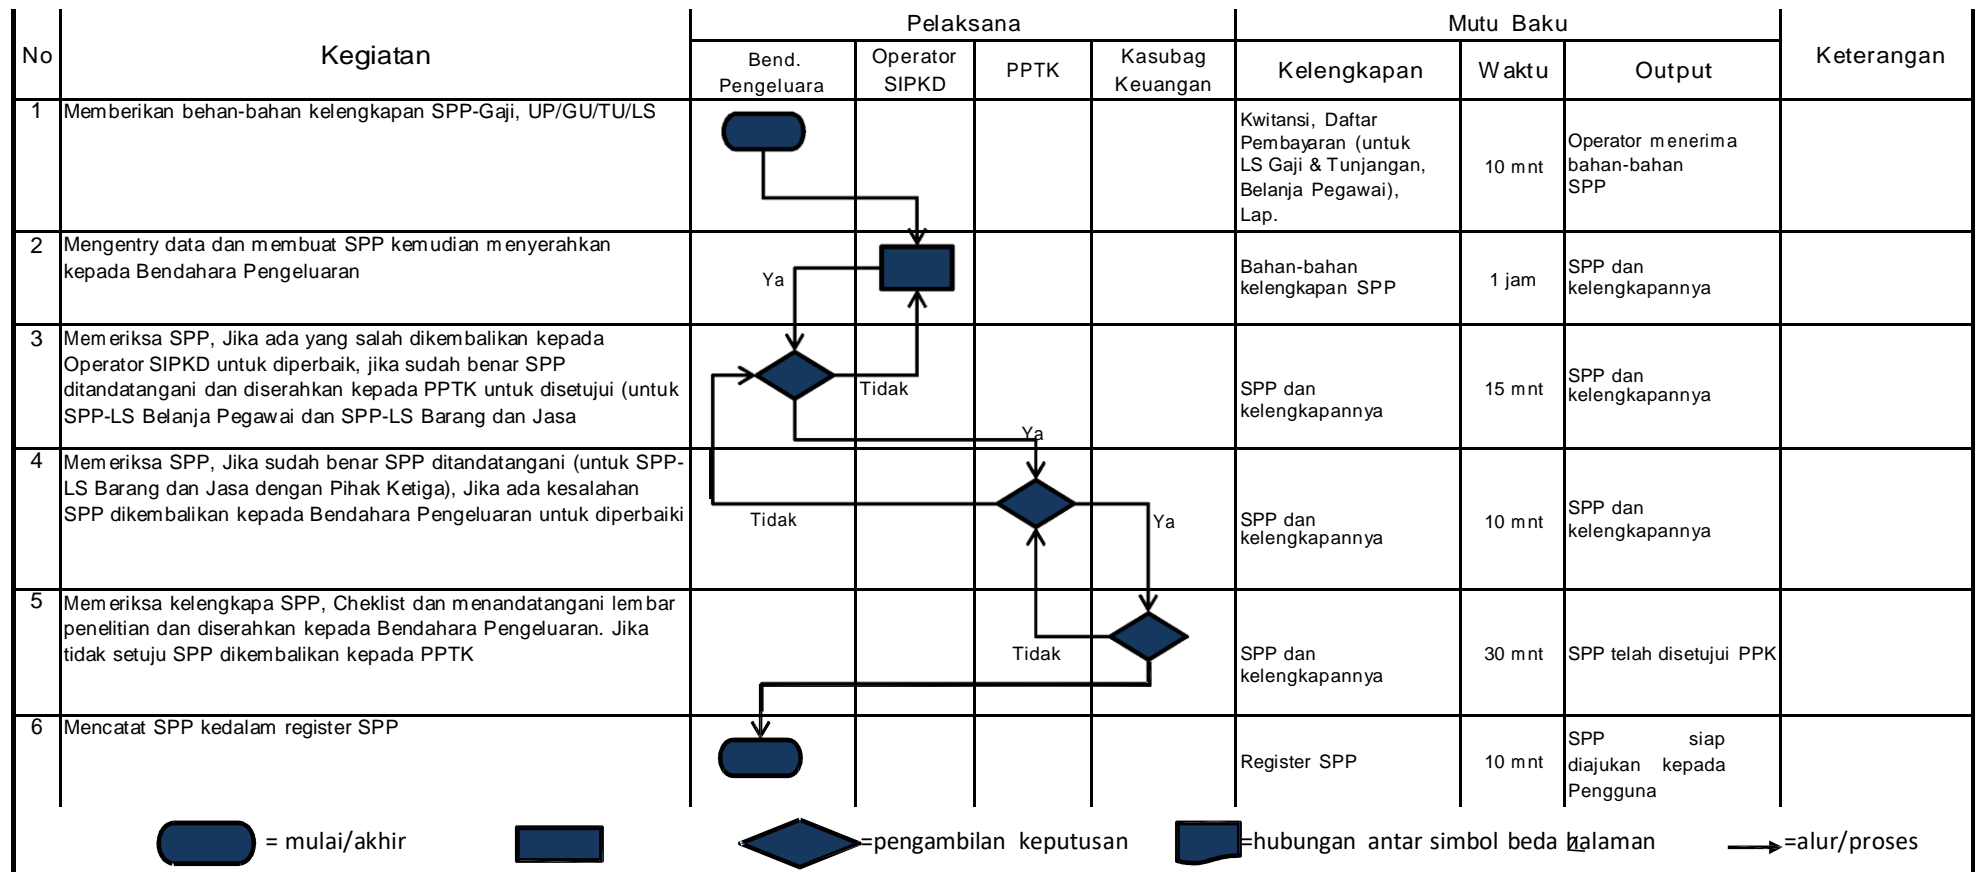 No
Kegiatan
Pelaksana
Mutu Baku
Keterangan
Bend.
Pengeluara
Operator
SIPKD
PPTK
Kasubag
Keuangan
Kelengkapan
Waktu
Output
1
Memberikan behan-bahan kelengkapan SPP-Gaji, UP/GU/TU/LS
Kwitansi, Daftar
Pembayaran (untuk
LS Gaji & Tunjangan,
Belanja Pegawai),
Lap.
10 mnt
Operator menerima
bahan-bahan
SPP
2
Mengentry data dan membuat SPP kemudian menyerahkan
kepada Bendahara Pengeluaran
Ya
Bahan-bahan
kelengkapan SPP
1 jam
SPP dan
kelengkapannya
3
Memeriksa SPP, Jika ada yang salah dikembalikan kepada
Operator SIPKD untuk diperbaik, jika sudah benar SPP
ditandatangani dan diserahkan kepada PPTK untuk disetujui (untuk
SPP-LS Belanja Pegawai dan SPP-LS Barang dan Jasa
Tidak
Ya
SPP dan
kelengkapannya
15 mnt
SPP dan
kelengkapannya
4
Memeriksa SPP, Jika sudah benar SPP ditandatangani (untuk SPP-
LS Barang dan Jasa dengan Pihak Ketiga), Jika ada kesalahan
SPP dikembalikan kepada Bendahara Pengeluaran untuk diperbaiki
Tidak
Ya
SPP dan
kelengkapannya
10 mnt
SPP dan
kelengkapannya
5
Memeriksa kelengkapa SPP, Cheklist dan menandatangani lembar
penelitian dan diserahkan kepada Bendahara Pengeluaran. Jika
tidak setuju SPP dikembalikan kepada PPTK
Tidak
SPP dan
kelengkapannya
30 mnt
SPP telah disetujui PPK
6
Mencatat SPP kedalam register SPP
Register SPP
10 mnt
SPP siap
diajukan kepada
Pengguna
= mulai/akhir
=pengambilan keputusan
=hubungan antar simbol beda halaman
=alur/proses